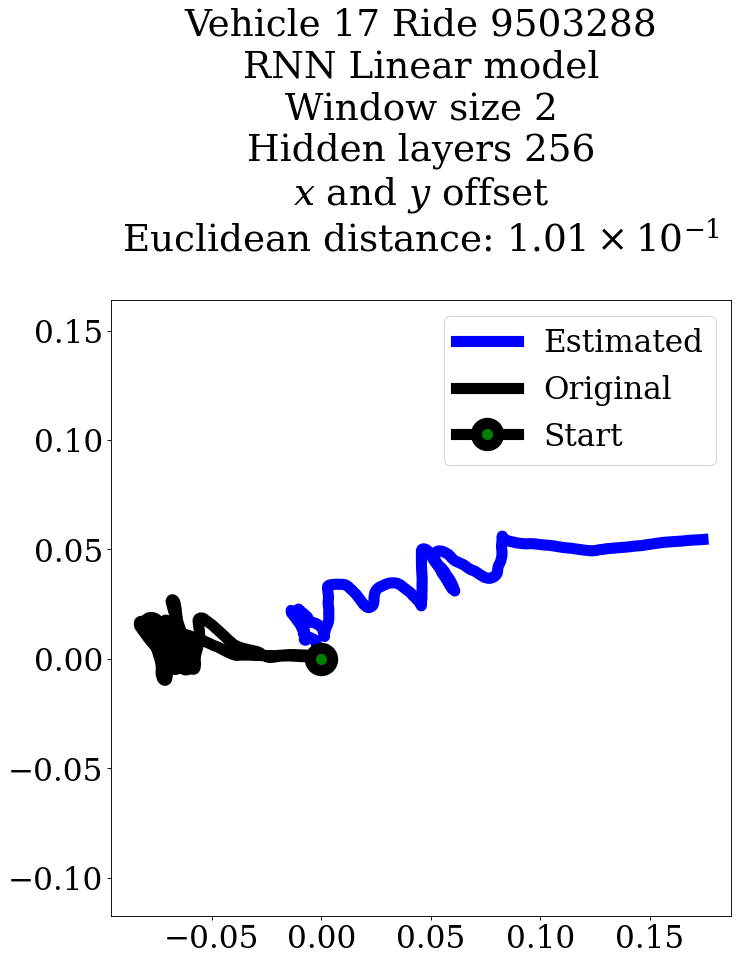 Vehicle 17 Ride 9503288
RNN Linear model
Window size 2
Hidden layers 256
x and y offset
Euclidean distance: 1.01 × 10⁻¹
Estimated
Original
Start
0.15
0.10
0.05
0.00
−0.05
−0.10
−0.05 0.00 0.05 0.10 0.15